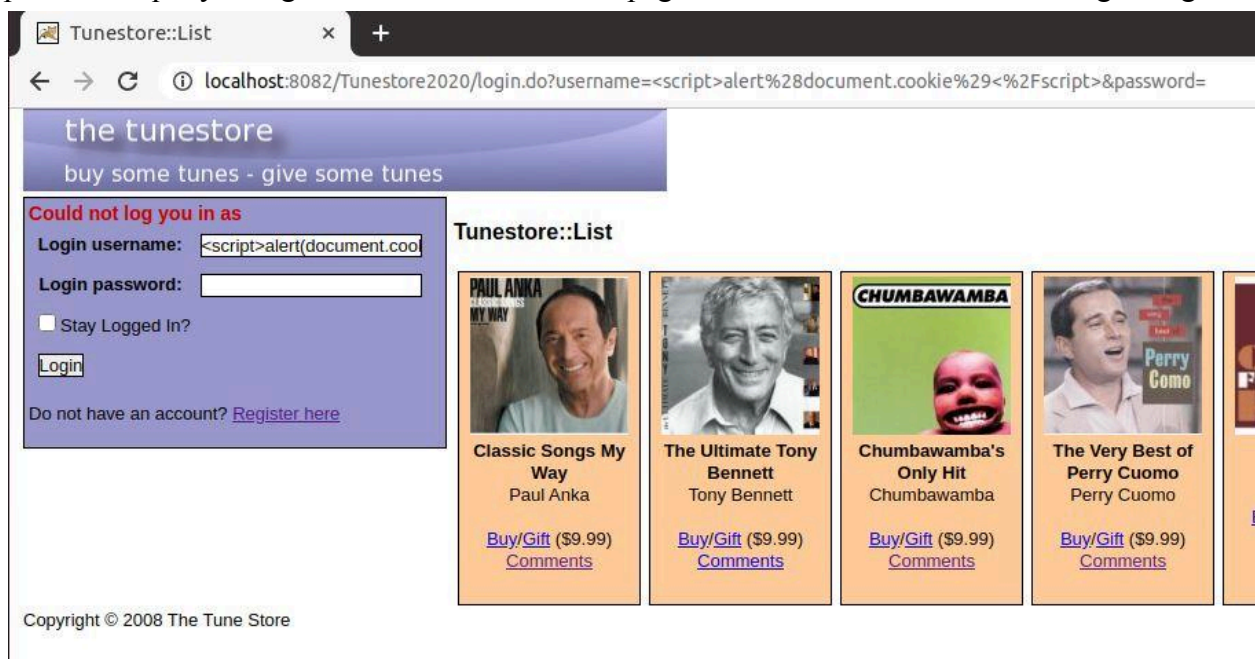 Tunestore::List
localhost:8082/Tunestore2020/login.do?username=<script>alert%28document.cookie%29<%2Fscript>&password=
the tunestore
buy some tunes - give some tunes
Could not log you in as
Login username: <script>alert(document.cool
Login password:
Stay Logged In?
Login
Do not have an account? Register here
Tunestore::List
PAUL ANKA
CLASSIC SONGS
MY WAY
Classic Songs My
Way
Paul Anka
Buy/Gift ($9.99)
Comments
The Ultimate Tony
Bennett
Tony Bennett
Buy/Gift ($9.99)
Comments
CHUMBAWAMBA
Chumbawamba's
Only Hit
Chumbawamba
Buy/Gift ($9.99)
Comments
Perry
Como
The Very Best of
Perry Cuomo
Perry Cuomo
Buy/Gift ($9.99)
Comments
Copyright © 2008 The Tune Store